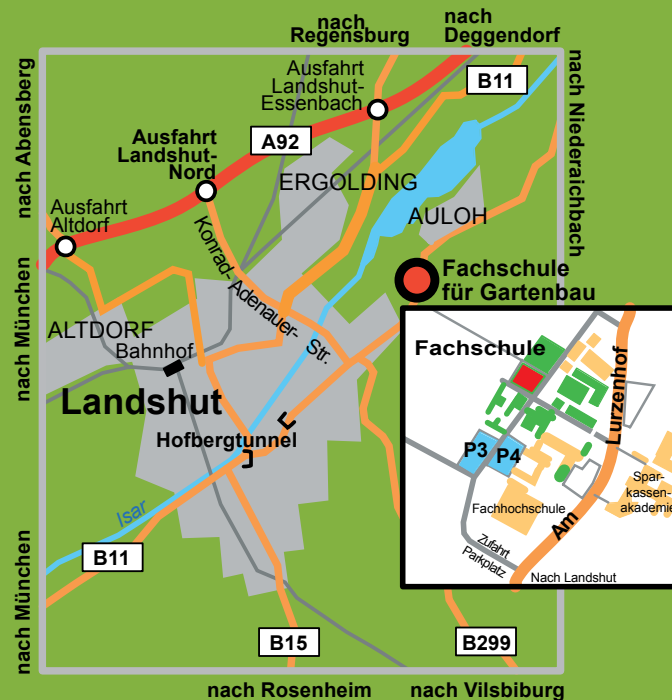 nach
Regensburg
nach
Deggendorf
nach Abensberg
Ausfahrt
Landshut-
Essenbach
B11
nach Niederaichbach
Ausfahrt
Landshut-
Nord
A92
ERGOLDING
AULOH
Ausfahrt
Altdorf
Konrad-Adenauer-Str.
Fachschule
für Gartenbau
nach München
ALTDORF
Bahnhof
Landshut
Hofbergtunnel
Isar
B11
nach München
B15
B299
nach Rosenheim
nach Vilsbiburg
Fachschule
Am Lurzenhof
P3
P4
Fachhochschule
Spar-
kassen-
akademie
Zufahrt
Parkplatz
Nach Landshut